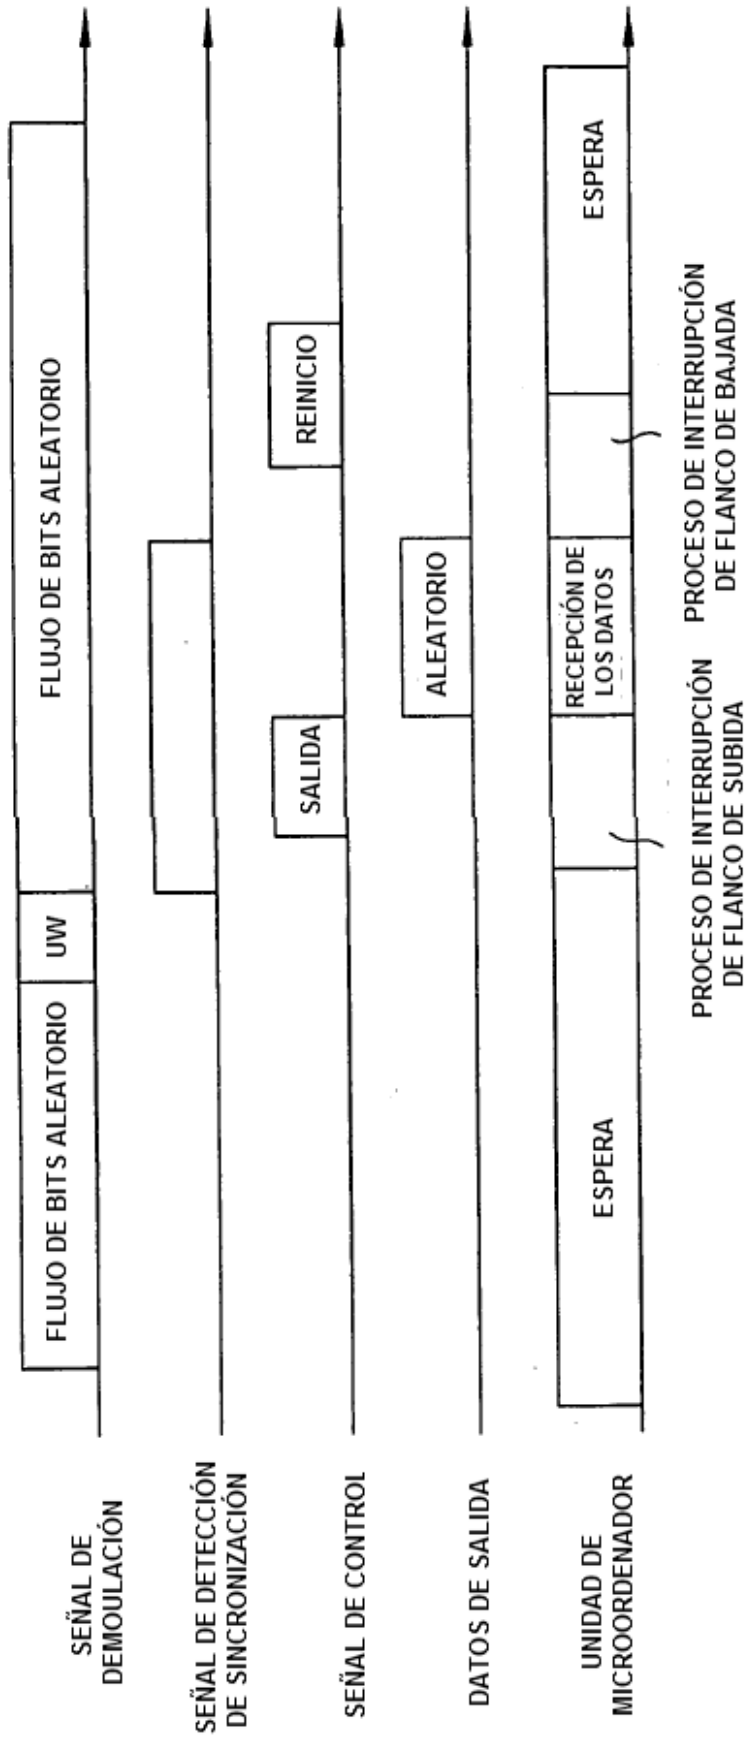 SEÑAL DE
DEMOULACIÓN
FLUJO DE BITS ALEATORIO
UW
FLUJO DE BITS ALEATORIO
SEÑAL DE DETECCIÓN
DE SINCRONIZACIÓN
SEÑAL DE CONTROL
SALIDA
REINICIO
DATOS DE SALIDA
ALEATORIO
UNIDAD DE
MICROORDENADOR
ESPERA
RECEPCIÓN DE
LOS DATOS
ESPERA
PROCESO DE INTERRUPCIÓN
DE FLANCO DE SUBIDA
PROCESO DE INTERRUPCIÓN
DE FLANCO DE BAJADA